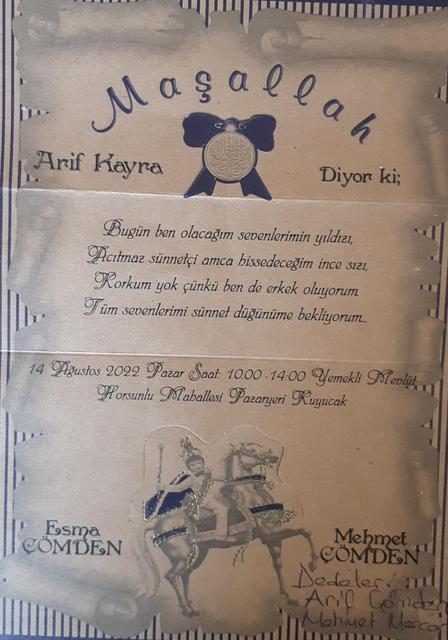 Maşallah
Arif Kayra
Diyor ki;
Bugün ben olacağım sevenlerimin yıldızı,
Acıtmaz sünnetçi amca hissedeceğim ince sızı,
Korkum yok çünkü ben de erkek oluyorum.
Tüm sevenlerimi sünnet düğünüme bekliyorum..
14 Ağustos 2022 Pazar Saat: 10.00 -14:00 Yemekli Mevlüt
Horsunlu Mahallesi Pazaryeri Kuyucak
Esma
ÇÖMDEN
Mehmet
ÇÖMDEN
Dedeler
Arif Çömden
Mehmet